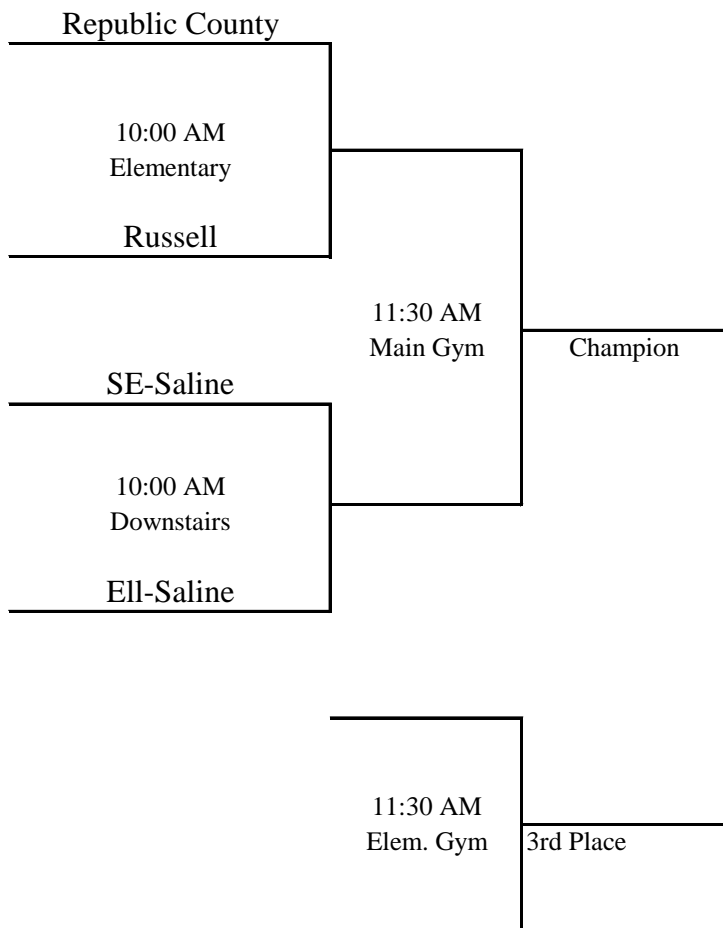 Republic County
10:00 AM
Elementary
Russell
11:30 AM
Main Gym
Champion
SE-Saline
10:00 AM
Downstairs
Ell-Saline
11:30 AM
Elem. Gym
3rd Place